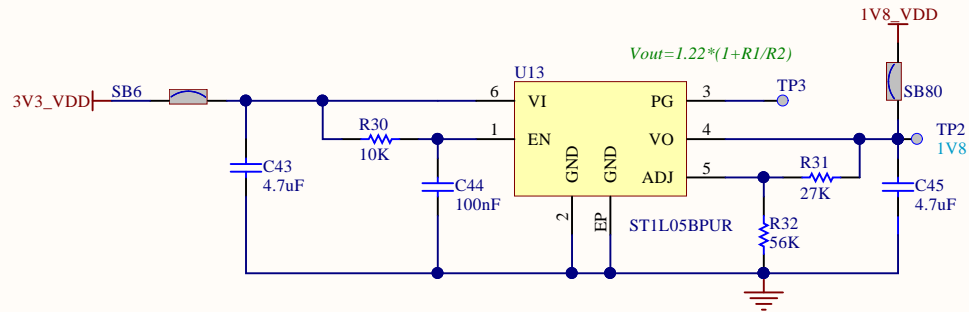 1V8_VDD
Vout=1.22*(1+R1/R2)
U13
3V3_VDD
SB6
6
VI
PG
3
TP3
SB80
R30
10K
1
EN
VO
4
TP2
1V8
C43
4.7uF
C44
100nF
GND
GND
ADJ
5
R31
27K
C45
4.7uF
2
EP
ST1L05BPUR
R32
56K